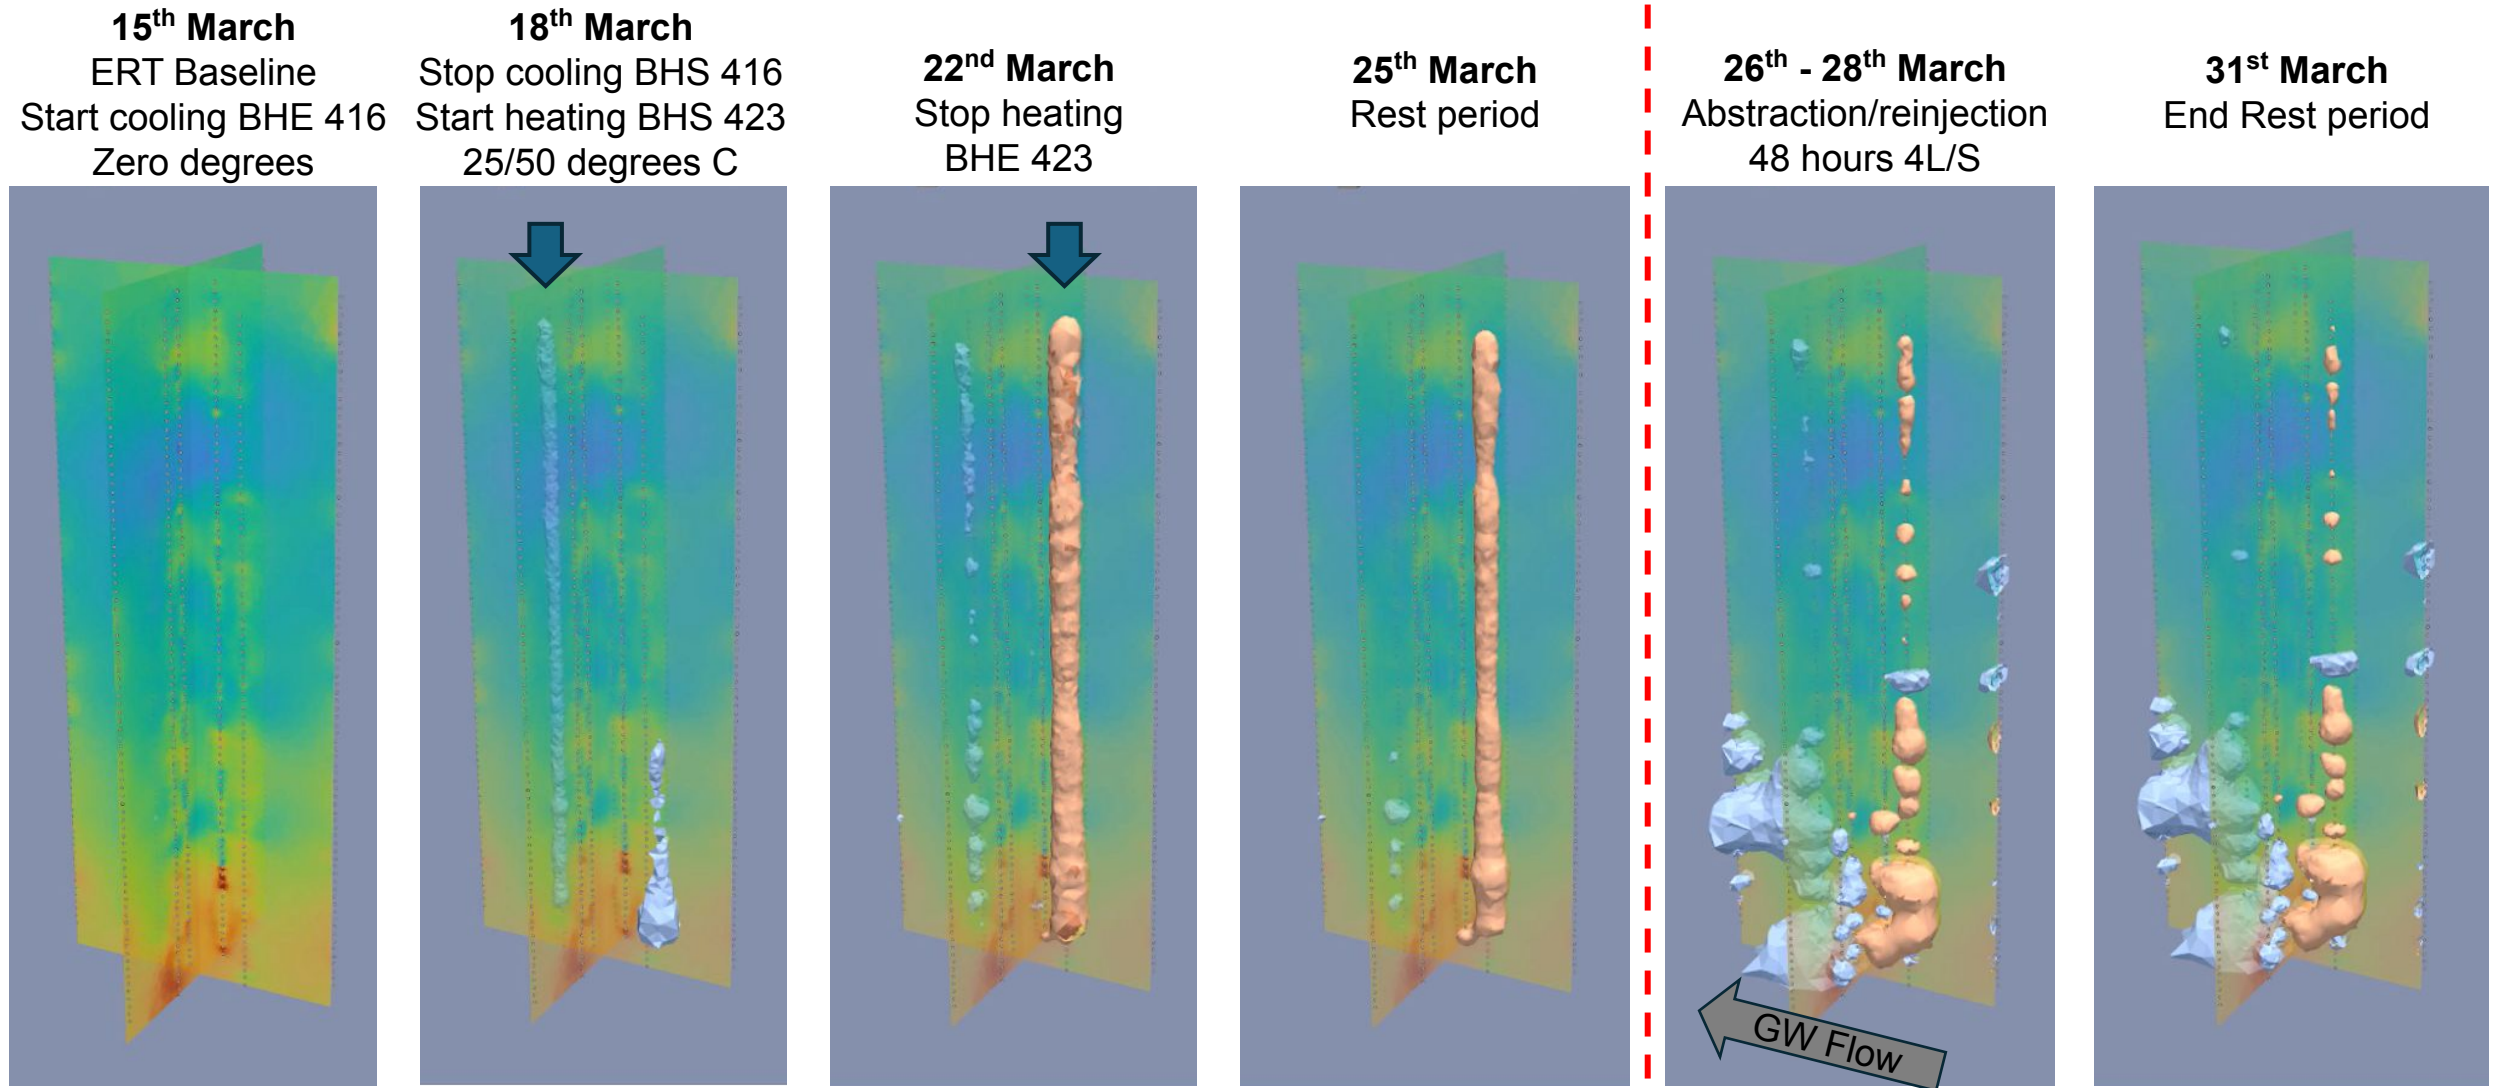 15th March
ERT Baseline
Start cooling BHE 416
Zero degrees
18th March
Stop cooling BHS 416
Start heating BHS 423
25/50 degrees C
22nd March
Stop heating
BHE 423
25th March
Rest period
26th - 28th March
Abstraction/reinjection
48 hours 4L/S
31st March
End Rest period
GW Flow